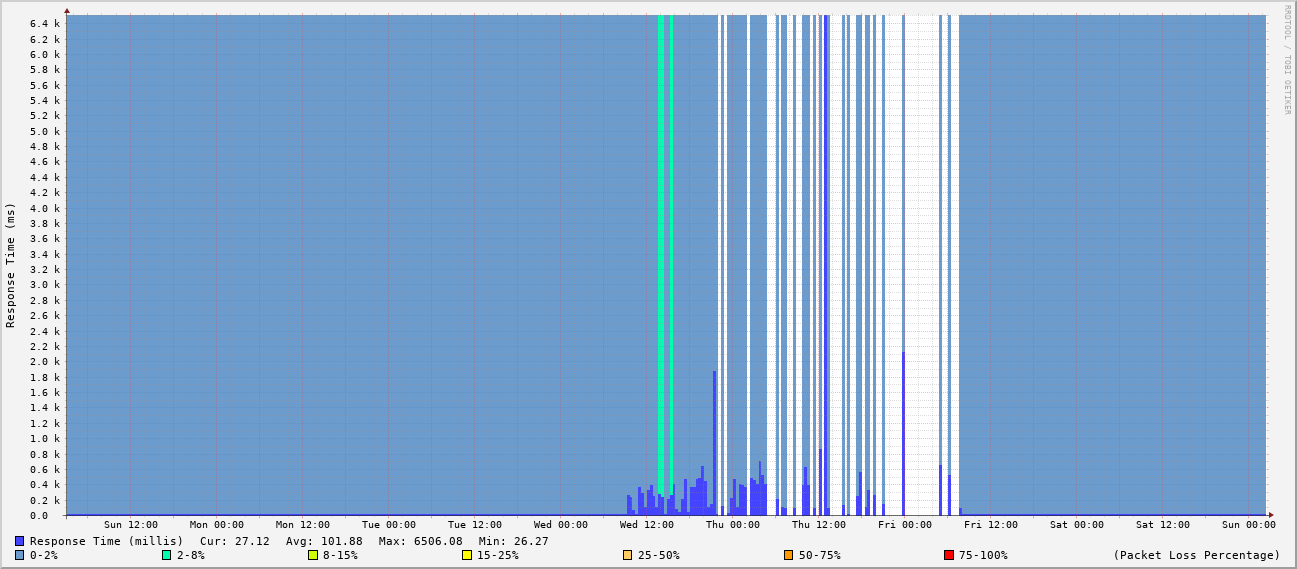 6.4 k
6.2 k
6.0 k
5.8 k
5.6 k
5.4 k
5.2 k
5.0 k
4.8 k
4.6 k
4.4 k
4.2 k
4.0 k
3.8 k
3.6 k
3.4 k
3.2 k
3.0 k
2.8 k
2.6 k
2.4 k
2.2 k
2.0 k
1.8 k
1.6 k
1.4 k
1.2 k
1.0 k
0.8 k
0.6 k
0.4 k
0.2 k
0.0
Response Time (ms)
RRDTOOL / TOBI OETIKER
Sun 12:00 Mon 00:00 Mon 12:00 Tue 00:00 Tue 12:00 Wed 00:00 Wed 12:00 Thu 00:00 Thu 12:00 Fri 00:00 Fri 12:00 Sat 00:00 Sat 12:00 Sun 00:00
Response Time (millis) Cur: 27.12 Avg: 101.88 Max: 6506.08 Min: 26.27
0-2% 2-8% 8-15% 15-25% 25-50% 50-75% 75-100% (Packet Loss Percentage)